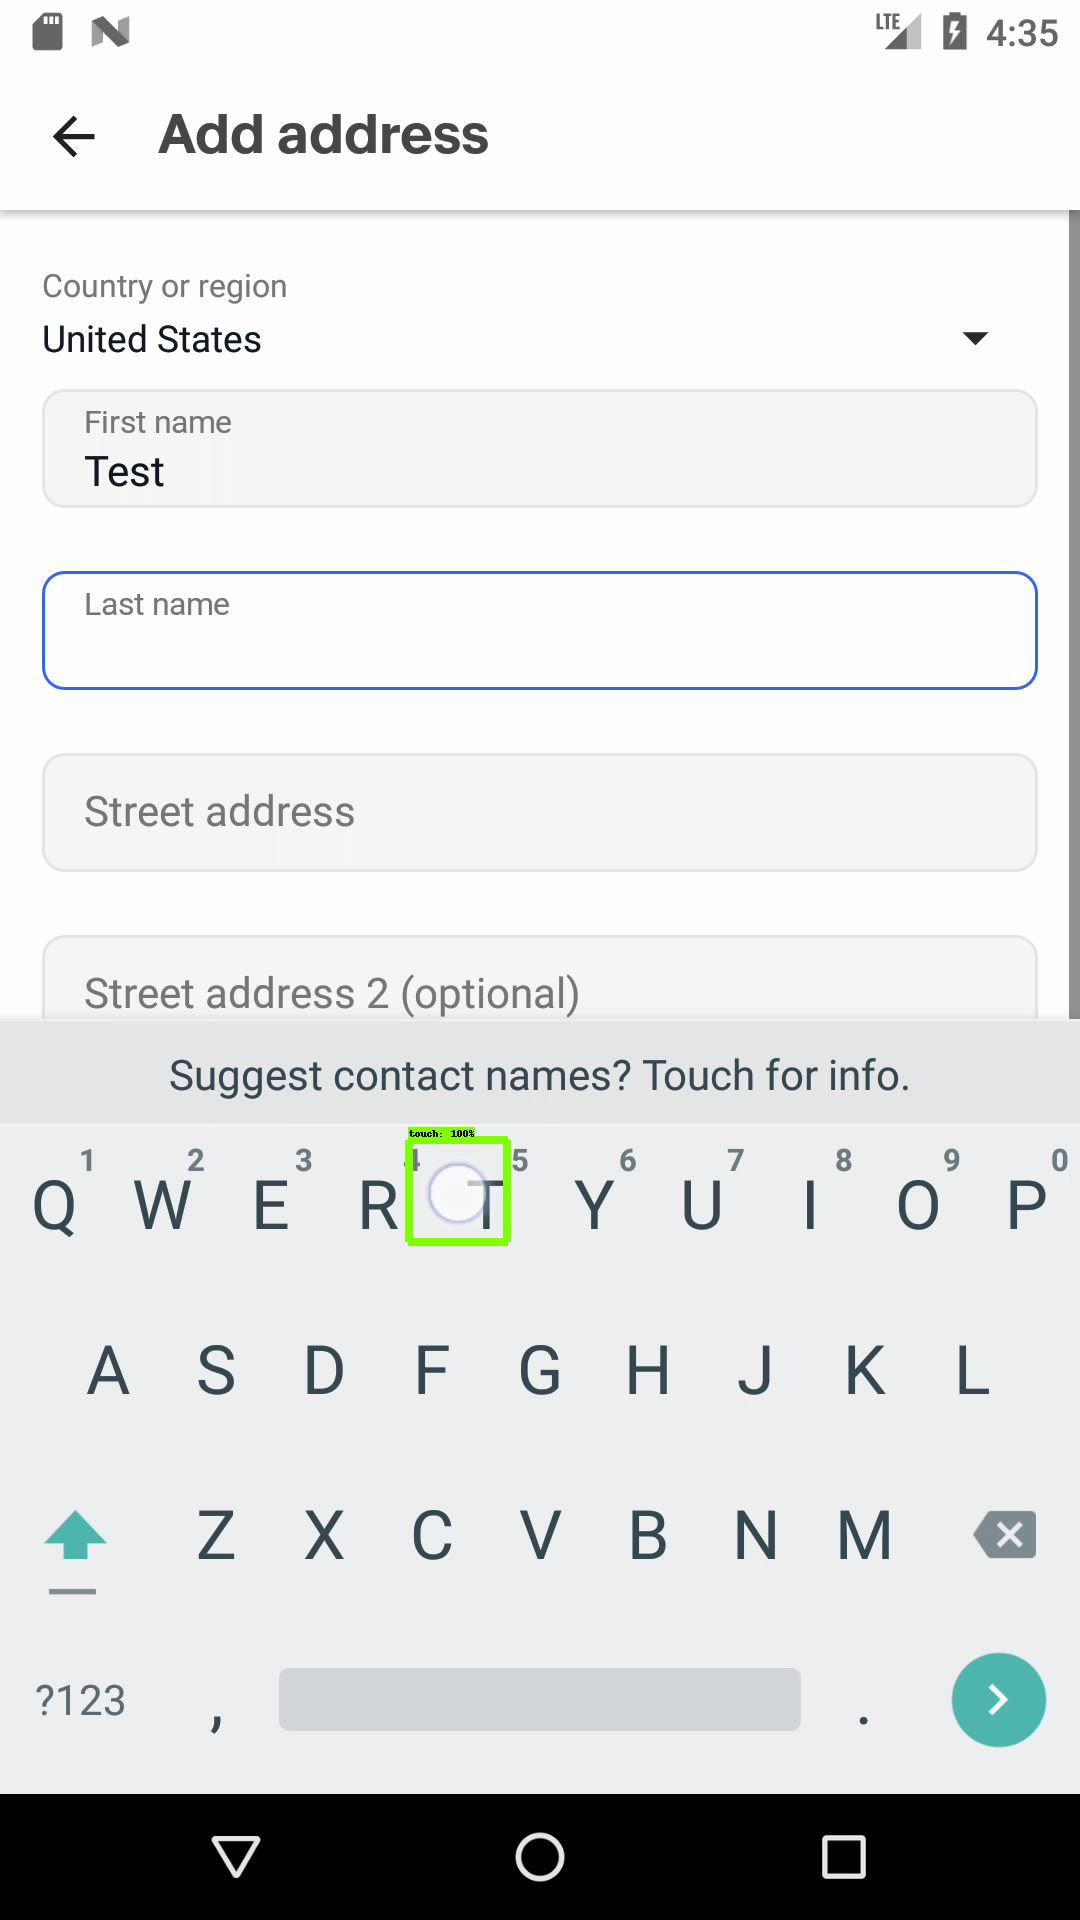 LTE 4:35
Add address
Country or region
United States
First name
Test
Last name
Street address
Street address 2 (optional)
Suggest contact names? Touch for info.
touch: 100%
1 2 3 4 5 6 7 8 9 0
Q W E R T Y U I O P
A S D F G H J K L
Z X C V B N M
?123 , .